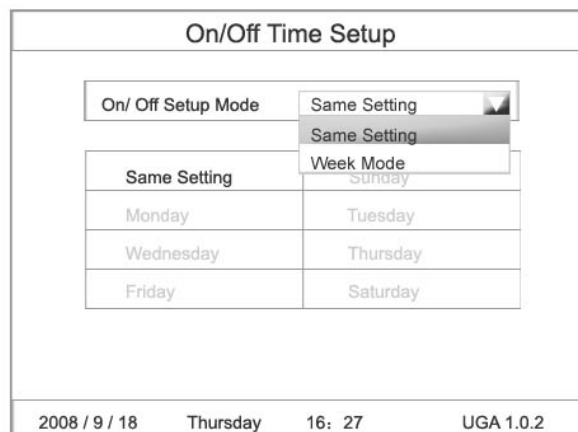 On/Off Time Setup
On/ Off Setup Mode Same Setting
Same Setting
Week Mode
Same Setting Sunday
Monday Tuesday
Wednesday Thursday
Friday Saturday
2008 / 9 / 18 Thursday 16: 27 UGA 1.0.2